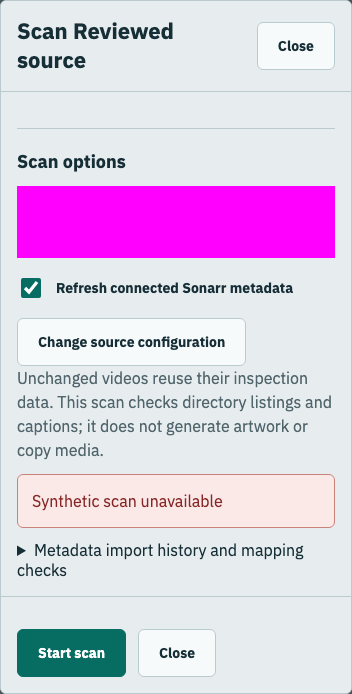 Scan Reviewed
source
Close
Scan options
Refresh connected Sonarr metadata
Change source configuration
Unchanged videos reuse their inspection
data. This scan checks directory listings and
captions; it does not generate artwork or
copy media.
Synthetic scan unavailable
Metadata import history and mapping
checks
Start scan
Close